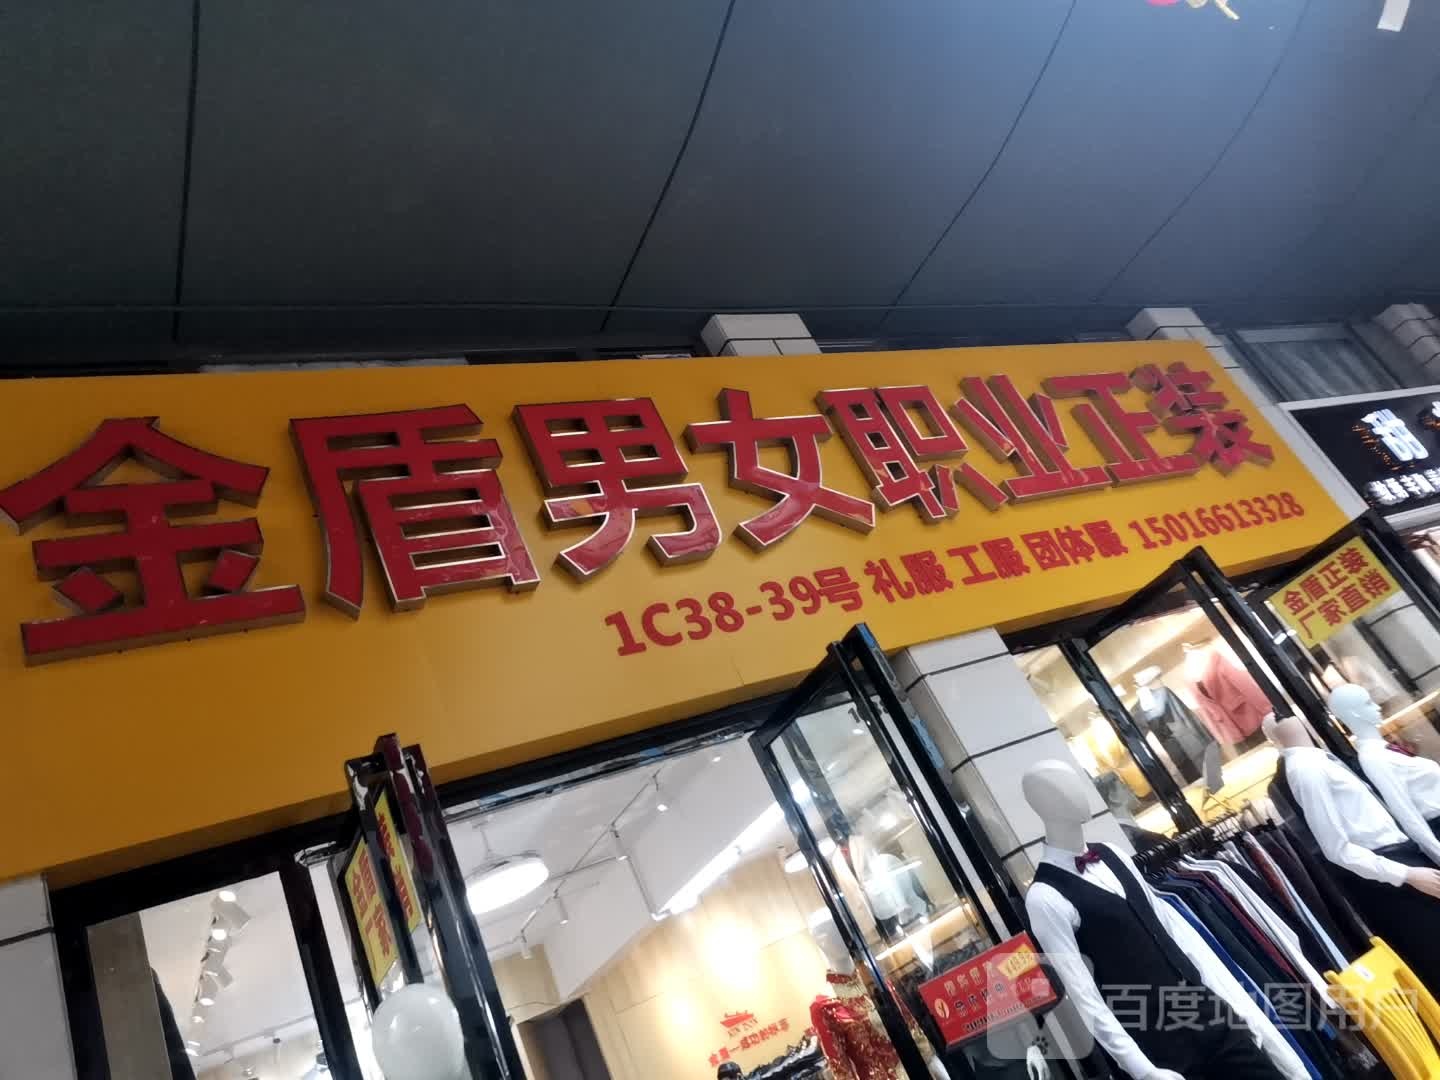 金盾男女职业正装
1C38-39号 礼服 工服 团体服 15016613328
金盾正装
厂家直销
百度地图用户